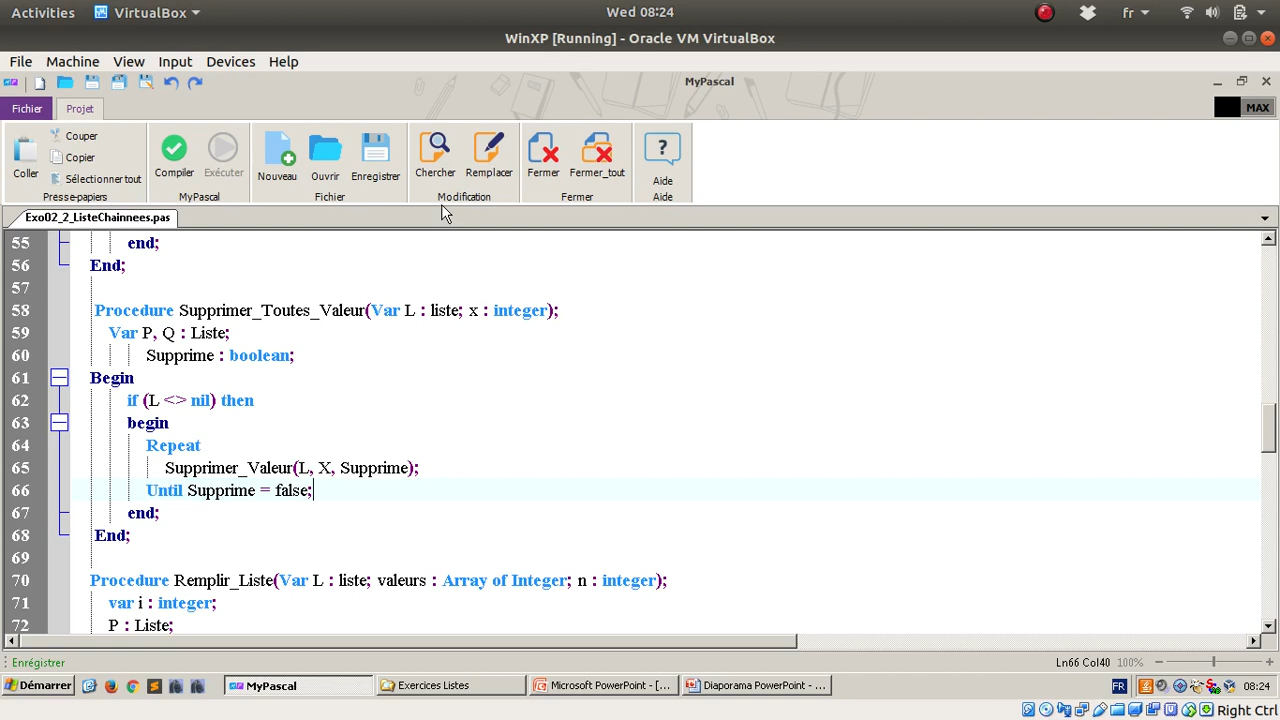 Activities VirtualBox Wed 08:24 fr
WinXP [Running] - Oracle VM VirtualBox
File Machine View Input Devices Help
MyPascal
Fichier Projet MAX
Coller Couper Copier Sélectionner tout Compiler Exécuter Nouveau Ouvrir Enregistrer Chercher Remplacer Fermer Fermer_tout ? Aide
Presse-papiers MyPascal Fichier Modification Fermer Aide
Exo02_2_ListeChainnees.pas
55 end;
56 End;
57
58 Procedure Supprimer_Toutes_Valeur(Var L : liste; x : integer);
59 Var P, Q : Liste;
60 Supprime : boolean;
61 Begin
62 if (L <> nil) then
63 begin
64 Repeat
65 Supprimer_Valeur(L, X, Supprime);
66 Until Supprime = false;
67 end;
68 End;
69
70 Procedure Remplir_Liste(Var L : liste; valeurs : Array of Integer; n : integer);
71 var i : integer;
72 P : Liste;
Enrégistrer Ln66 Col40 100%
Démarrer MyPascal Exercices Listes Microsoft PowerPoint - [... Diaporama PowerPoint - ... FR 08:24
Right Ctrl